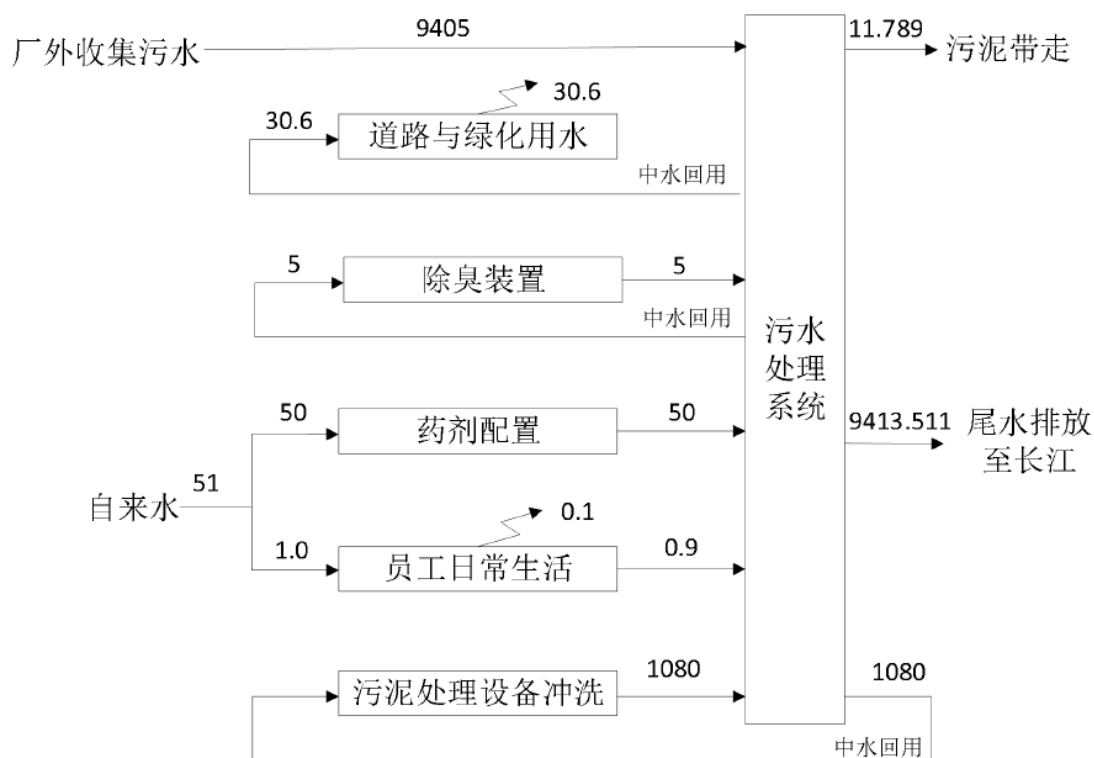 厂外收集污水
9405
11.789
污泥带走
30.6
30.6
道路与绿化用水
中水回用
5
除臭装置
5
中水回用
污水
处理
系统
50
药剂配置
50
9413.511
尾水排放
至长江
自来水
51
1.0
0.1
员工日常生活
0.9
污泥处理设备冲洗
1080
1080
中水回用